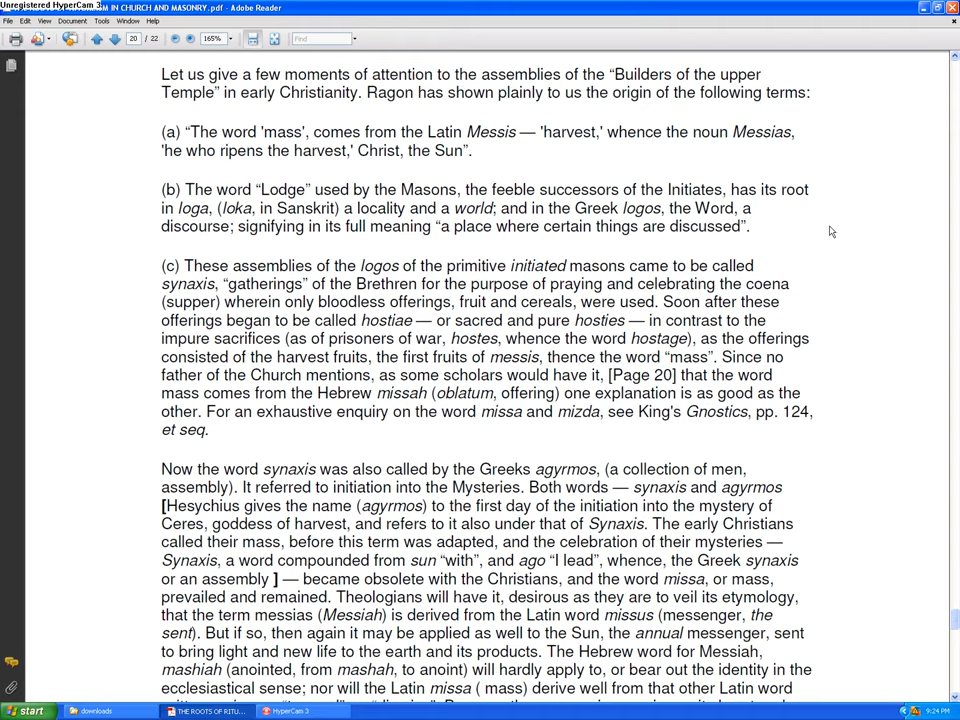 Unregistered HyperCam 3
M IN CHURCH AND MASONRY.pdf - Adobe Reader
File Edit View Document Tools Window Help
20 / 22 165% Find
Let us give a few moments of attention to the assemblies of the “Builders of the upper
Temple” in early Christianity. Ragon has shown plainly to us the origin of the following terms:
(a) “The word 'mass', comes from the Latin Messis — 'harvest,' whence the noun Messias,
'he who ripens the harvest,' Christ, the Sun”.
(b) The word “Lodge” used by the Masons, the feeble successors of the Initiates, has its root
in loga, (loka, in Sanskrit) a locality and a world; and in the Greek logos, the Word, a
discourse; signifying in its full meaning “a place where certain things are discussed”.
(c) These assemblies of the logos of the primitive initiated masons came to be called
synaxis, “gatherings” of the Brethren for the purpose of praying and celebrating the coena
(supper) wherein only bloodless offerings, fruit and cereals, were used. Soon after these
offerings began to be called hostiae — or sacred and pure hosties — in contrast to the
impure sacrifices (as of prisoners of war, hostes, whence the word hostage), as the offerings
consisted of the harvest fruits, the first fruits of messis, thence the word “mass”. Since no
father of the Church mentions, as some scholars would have it, [Page 20] that the word
mass comes from the Hebrew missah (oblatum, offering) one explanation is as good as the
other. For an exhaustive enquiry on the word missa and mizda, see King's Gnostics, pp. 124,
et seq.
Now the word synaxis was also called by the Greeks agyrmos, (a collection of men,
assembly). It referred to initiation into the Mysteries. Both words — synaxis and agyrmos
[Hesychius gives the name (agyrmos) to the first day of the initiation into the mystery of
Ceres, goddess of harvest, and refers to it also under that of Synaxis. The early Christians
called their mass, before this term was adapted, and the celebration of their mysteries —
Synaxis, a word compounded from sun “with”, and ago “I lead”, whence, the Greek synaxis
or an assembly ] — became obsolete with the Christians, and the word missa, or mass,
prevailed and remained. Theologians will have it, desirous as they are to veil its etymology,
that the term messias (Messiah) is derived from the Latin word missus (messenger, the
sent). But if so, then again it may be applied as well to the Sun, the annual messenger, sent
to bring light and new life to the earth and its products. The Hebrew word for Messiah,
mashiah (anointed, from mashah, to anoint) will hardly apply to, or bear out the identity in the
ecclesiastical sense; nor will the Latin missa ( mass) derive well from that other Latin word
start downloads THE ROOTS OF RITU... HyperCam 3 9:24 PM